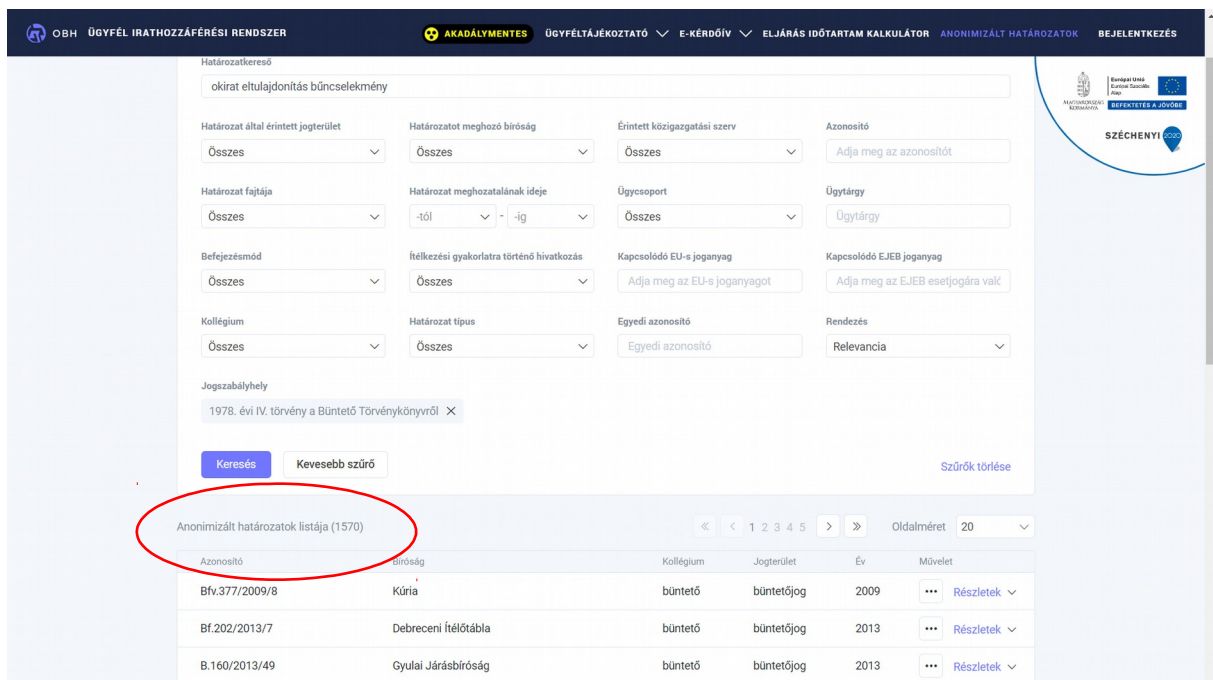 OBH ÜGYFÉL IRATHOZZÁFÉRÉSI RENDSZER AKADÁLYMENTES ÜGYFÉLTÁJÉKOZTATÓ E-KÉRDŐÍV ELJÁRÁS IDŐTARTAM KALKULÁTOR ANONIMIZÁLT HATÁROZATOK BEJELENTKEZÉS
Határozatkereső
okirat eltulajdonítás bűncselekmény
MAGYARORSZÁG KORMÁNYA
Európai Unió
Európai Szociális
Alap
BEFEKTETÉS A JÖVŐBE
SZÉCHENYI 2020
Határozat által érintett jogterület Határozatot meghozó bíróság Érintett közigazgatási szerv Azonosító
Összes Összes Összes Adja meg az azonosítót
Határozat fajtája Határozat meghozatalának ideje Ügycsoport Ügytárgy
Összes -tól - -ig Összes Ügytárgy
Befejezésmód Ítélkezési gyakorlatra történő hivatkozás Kapcsolódó EU-s joganyag Kapcsolódó EJEB joganyag
Összes Összes Adja meg az EU-s joganyagot Adja meg az EJEB esetjogára való
Kollégium Határozat típus Egyedi azonosító Rendezés
Összes Összes Egyedi azonosító Relevancia
Jogszabályhely
1978. évi IV. törvény a Büntető Törvénykönyvről ✕
Keresés Kevesebb szűrő Szűrők törlése
Anonimizált határozatok listája (1570) « < 1 2 3 4 5 > » Oldalméret 20
Azonosító Bíróság Kollégium Jogterület Év Művelet
Bfv.377/2009/8 Kúria büntető büntetőjog 2009 ••• Részletek
Bf.202/2013/7 Debreceni Ítélőtábla büntető büntetőjog 2013 ••• Részletek
B.160/2013/49 Gyulai Járásbíróság büntető büntetőjog 2013 ••• Részletek